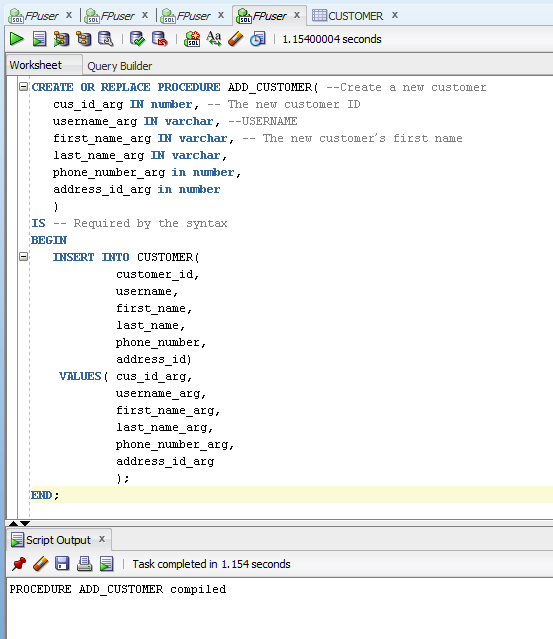 FPuser x FPuser x FPuser x FPuser x CUSTOMER x
1.15400004 seconds
Worksheet Query Builder
CREATE OR REPLACE PROCEDURE ADD_CUSTOMER( --Create a new customer
cus_id_arg IN number, -- The new customer ID
username_arg IN varchar, --USERNAME
first_name_arg IN varchar, -- The new customer's first name
last_name_arg IN varchar,
phone_number_arg in number,
address_id_arg in number
)
IS -- Required by the syntax
BEGIN
INSERT INTO CUSTOMER(
customer_id,
username,
first_name,
last_name,
phone_number,
address_id)
VALUES( cus_id_arg,
username_arg,
first_name_arg,
last_name_arg,
phone_number_arg,
address_id_arg
);
END;
Script Output x
Task completed in 1.154 seconds
PROCEDURE ADD_CUSTOMER compiled